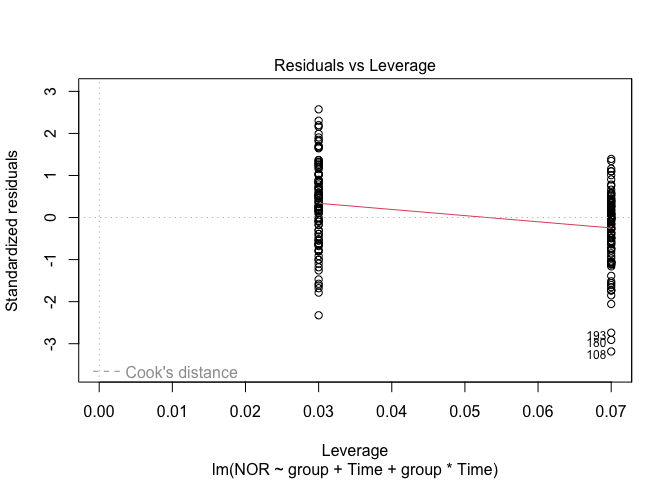 Residuals vs Leverage
Standardized residuals
3
2
1
0
-1
-2
-3
193
180
108
Cook's distance
0.00 0.01 0.02 0.03 0.04 0.05 0.06 0.07
Leverage
lm(NOR ~ group + Time + group * Time)